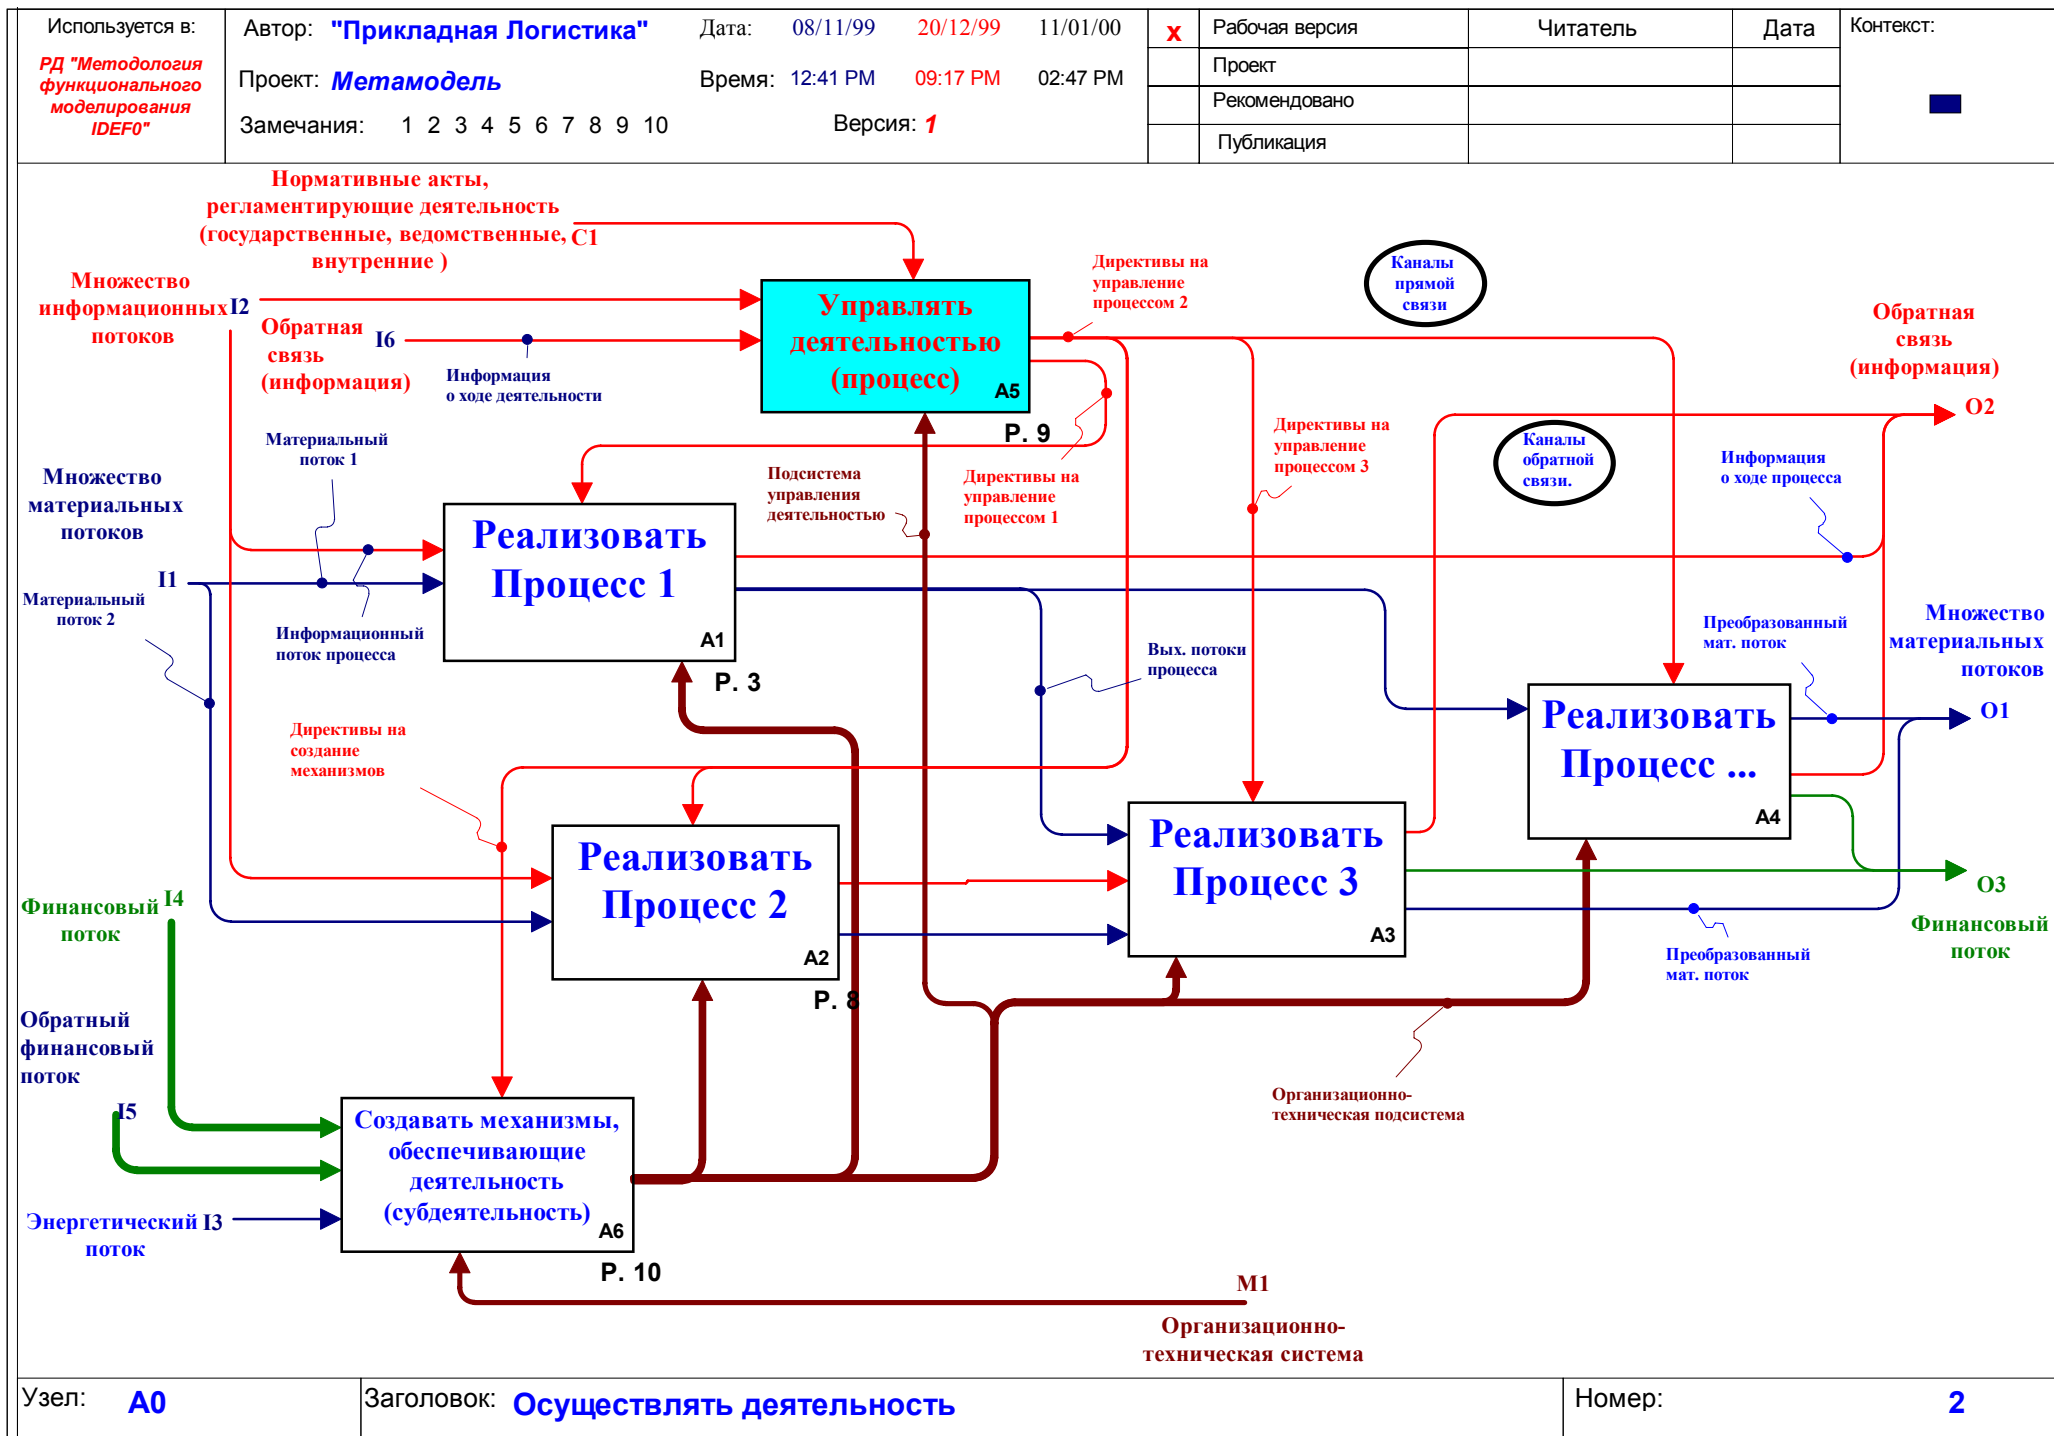 Используется в:
РД "Методология
функционального
моделирования
IDEF0"
Автор: "Прикладная Логистика"
Дата: 08/11/99 20/12/99 11/01/00
Проект: Метамодель
Время: 12:41 PM 09:17 PM 02:47 PM
Замечания: 1 2 3 4 5 6 7 8 9 10
Версия: 1
x Рабочая версия Читатель Дата
Проект
Рекомендовано
Публикация
Контекст:
Нормативные акты,
регламентирующие деятельность
(государственные, ведомственные, C1
внутренние )
Множество
информационных I2
потоков
Обратная
связь
(информация)
I6
Информация
о ходе деятельности
Управлять
деятельностью
(процесс)
A5
P. 9
Директивы на
управление
процессом 2
Каналы
прямой
связи
Обратная
связь
(информация)
O2
Материальный
поток 1
Множество
материальных
потоков
I1
Материальный
поток 2
Информационный
поток процесса
Реализовать
Процесс 1
A1
P. 3
Подсистема
управления
деятельностью
Директивы на
управление
процессом 1
Директивы на
управление
процессом 3
Каналы
обратной
связи.
Информация
о ходе процесса
Вых. потоки
процесса
Преобразованный
мат. поток
Множество
материальных
потоков
O1
Реализовать
Процесс ...
A4
Директивы на
создание
механизмов
Реализовать
Процесс 2
A2
P. 8
Реализовать
Процесс 3
A3
Преобразованный
мат. поток
O3
Финансовый
поток
Финансовый I4
поток
Обратный
финансовый
поток
I5
Энергетический I3
поток
Создавать механизмы,
обеспечивающие
деятельность
(субдеятельность)
A6
P. 10
Организационно-
техническая подсистема
M1
Организационно-
техническая система
Узел: A0
Заголовок: Осуществлять деятельность
Номер: 2